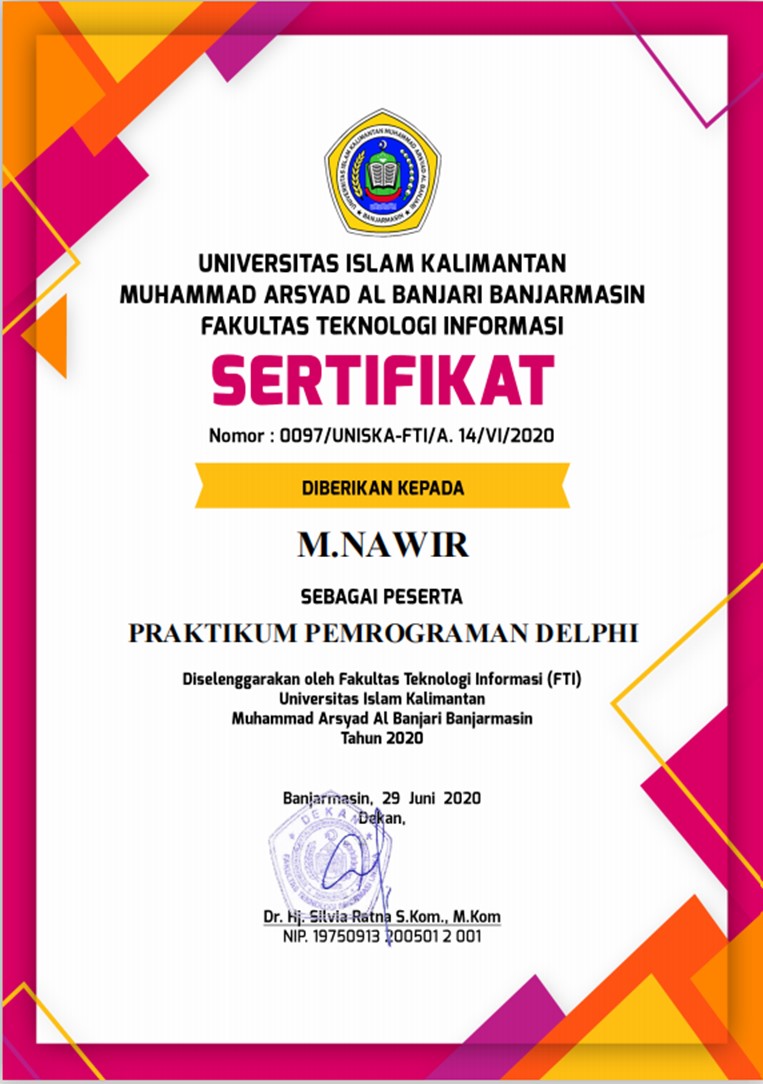 UNIVERSITAS ISLAM KALIMANTAN MUHAMMAD ARSYAD AL BANJARI
BANJARMASIN
UNIVERSITAS ISLAM KALIMANTAN
MUHAMMAD ARSYAD AL BANJARI BANJARMASIN
FAKULTAS TEKNOLOGI INFORMASI
SERTIFIKAT
Nomor : 0097/UNISKA-FTI/A. 14/VI/2020
DIBERIKAN KEPADA
M.NAWIR
SEBAGAI PESERTA
PRAKTIKUM PEMROGRAMAN DELPHI
Diselenggarakan oleh Fakultas Teknologi Informasi (FTI)
Universitas Islam Kalimantan
Muhammad Arsyad Al Banjari Banjarmasin
Tahun 2020
Banjarmasin, 29 Juni 2020
Dekan,
DEKAN
FAKULTAS TEKNOLOGI INFORMASI
Dr. Hj. Silvia Ratna S.Kom., M.Kom
NIP. 19750913 200501 2 001